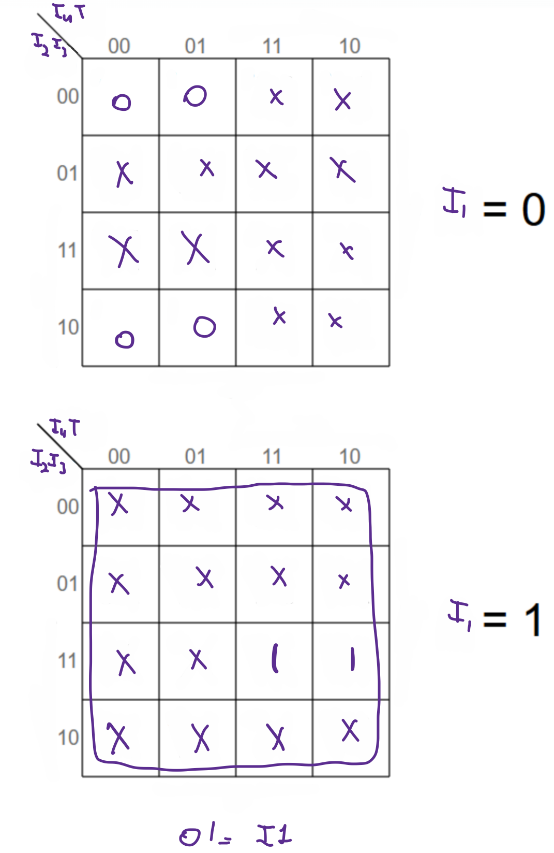 I₄T
I₂I₃ 00 01 11 10
00 0 0 x x
01 x x x x
I₁ = 0
11 x x x x
10 0 0 x x
I₄T
I₂I₃ 00 01 11 10
00 x x x x
01 x x x x
I₁ = 1
11 x x 1 1
10 x x x x
O1= I1